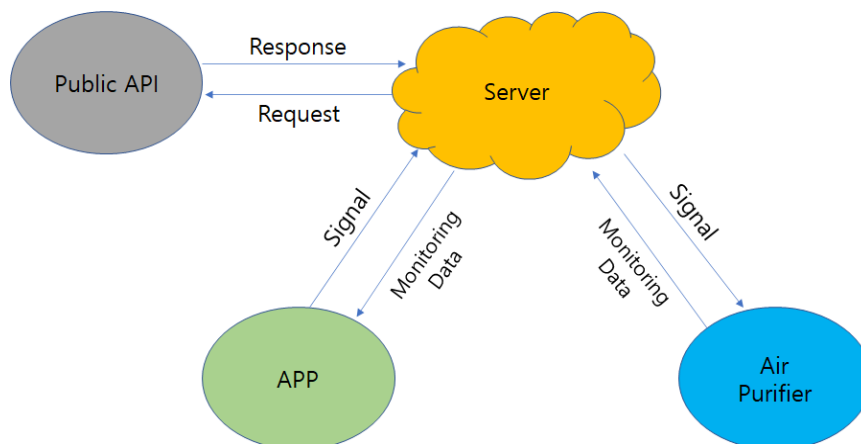 Response
Public API
Server
Request
Signal
Monitoring
Data
Signal
Monitoring
Data
APP
Air
Purifier